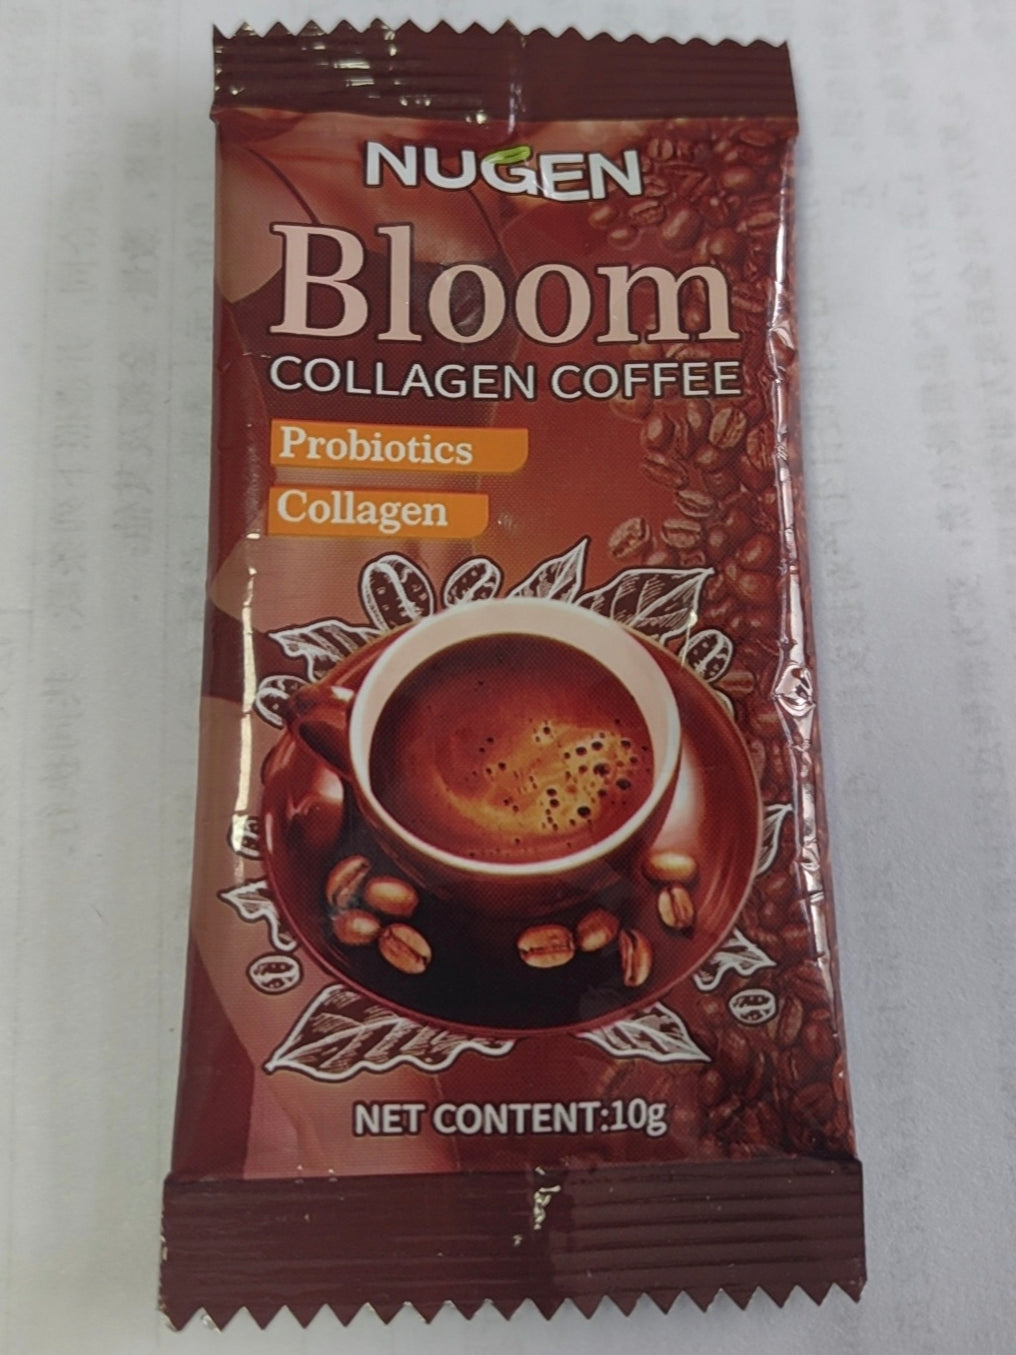 NUGEN
Bloom
COLLAGEN COFFEE
Probiotics
Collagen
NET CONTENT:10g